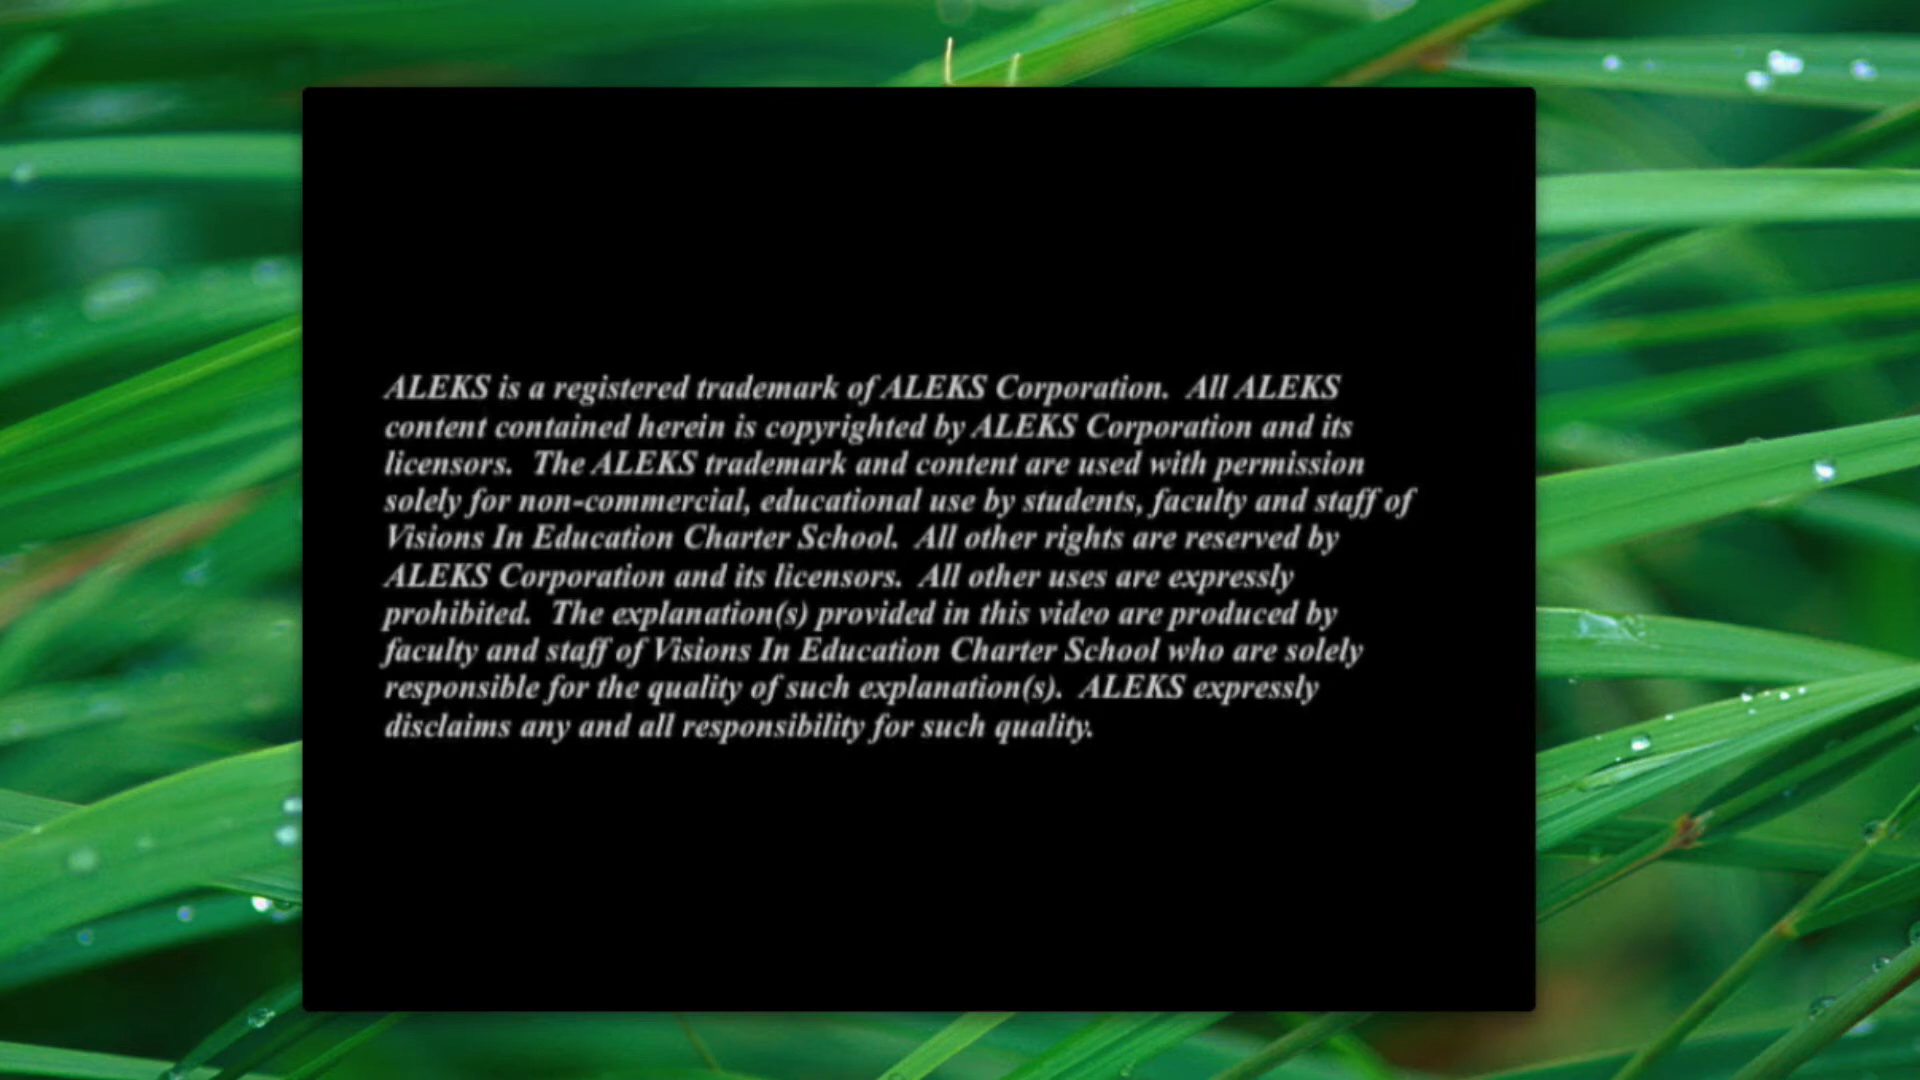 ALEKS is a registered trademark of ALEKS Corporation.  All ALEKS
content contained herein is copyrighted by ALEKS Corporation and its
licensors.  The ALEKS trademark and content are used with permission
solely for non-commercial, educational use by students, faculty and staff of
Visions In Education Charter School.  All other rights are reserved by
ALEKS Corporation and its licensors.  All other uses are expressly
prohibited.  The explanation(s) provided in this video are produced by
faculty and staff of Visions In Education Charter School who are solely
responsible for the quality of such explanation(s).  ALEKS expressly
disclaims any and all responsibility for such quality.